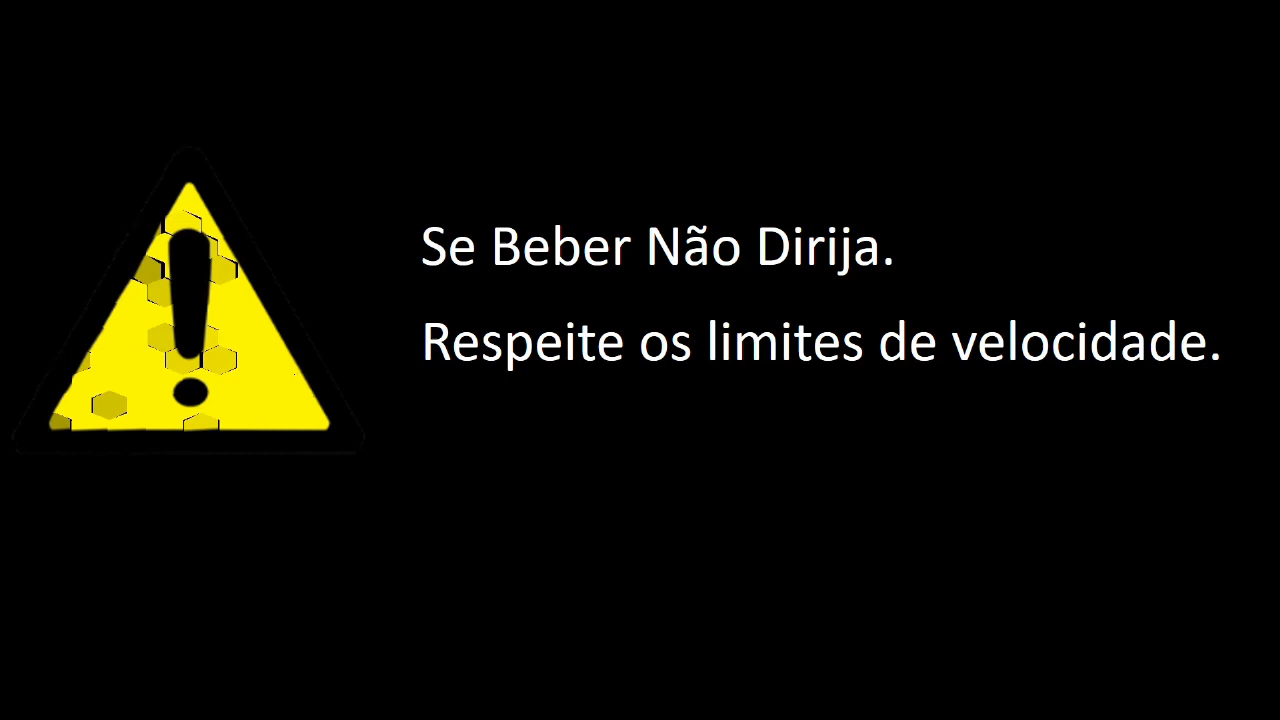 Se Beber Não Dirija.
Respeite os limites de velocidade.